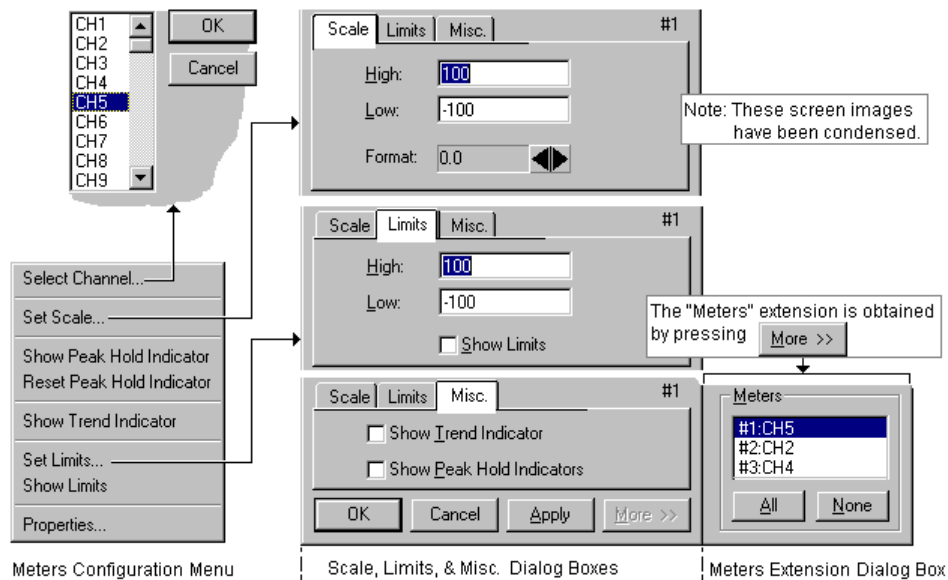 CH1
CH2
CH3
CH4
CH5
CH6
CH7
CH8
CH9
OK
Cancel
Select Channel...
Set Scale...
Show Peak Hold Indicator
Reset Peak Hold Indicator
Show Trend Indicator
Set Limits...
Show Limits
Properties...
Meters Configuration Menu
Scale Limits Misc. #1
High: 100
Low: -100
Format: 0.0
Note: These screen images
have been condensed.
Scale Limits Misc. #1
High: 100
Low: -100
Show Limits
The "Meters" extension is obtained
by pressing More >>
Scale Limits Misc. #1
Show Trend Indicator
Show Peak Hold Indicators
OK Cancel Apply More >>
Scale, Limits, & Misc. Dialog Boxes
Meters
#1:CH5
#2:CH2
#3:CH4
All None
Meters Extension Dialog Box